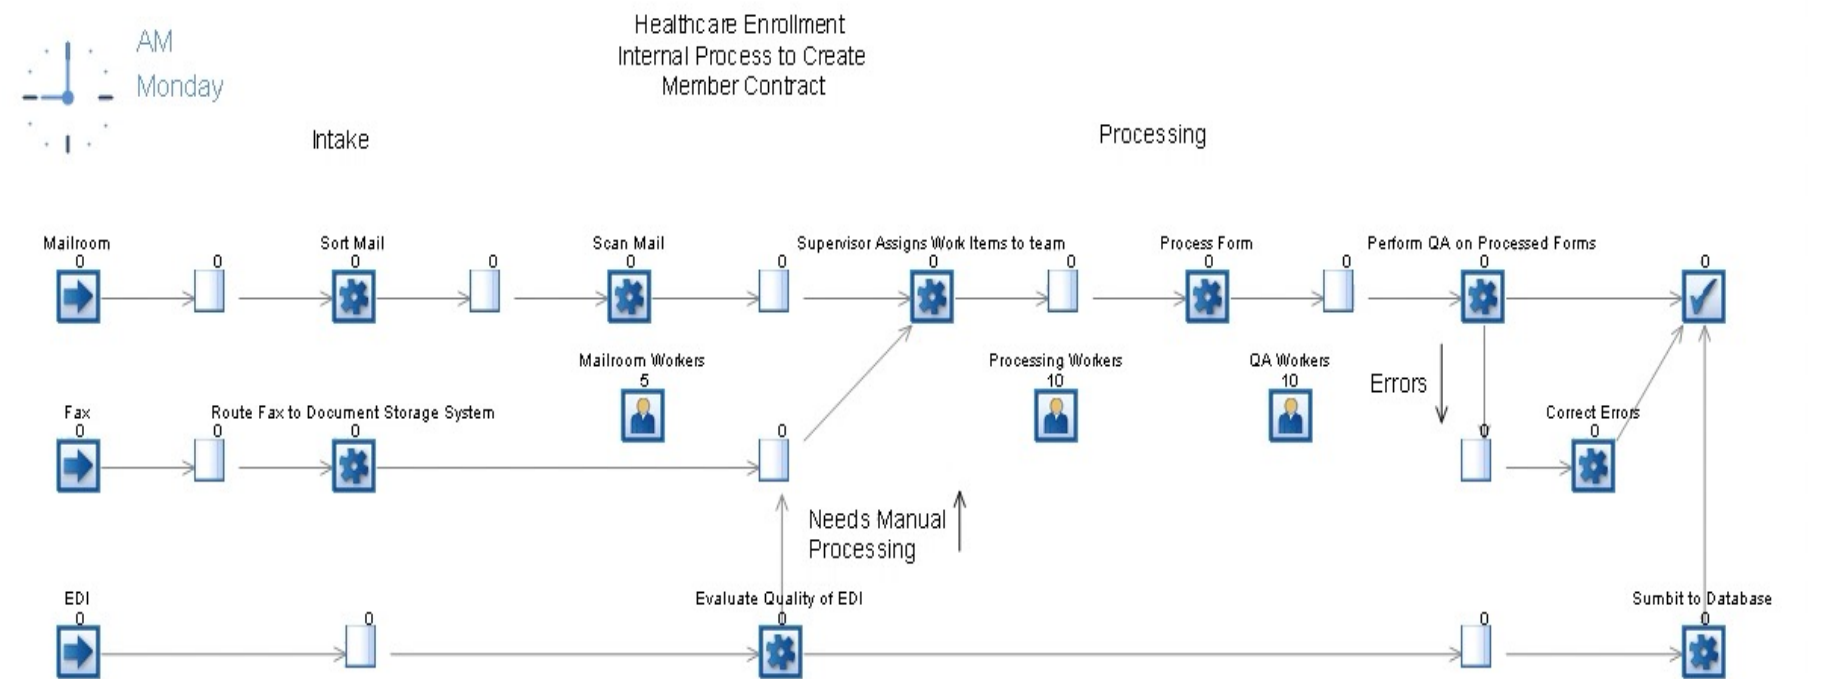 AM
Monday
Healthcare Enrollment
Internal Process to Create
Member Contract
Intake
Processing
Mailroom
0
0
Sort Mail
0
0
Scan Mail
0
0
Supervisor Assigns Work Items to team
0
0
Process Form
0
0
Perform QA on Processed Forms
0
0
Mailroom Workers
5
Processing Workers
10
QA Workers
10
Errors
Fax
0
0
Route Fax to Document Storage System
0
0
0
Correct Errors
0
Needs Manual
Processing
EDI
0
0
Evaluate Quality of EDI
0
0
Sumbit to Database
0